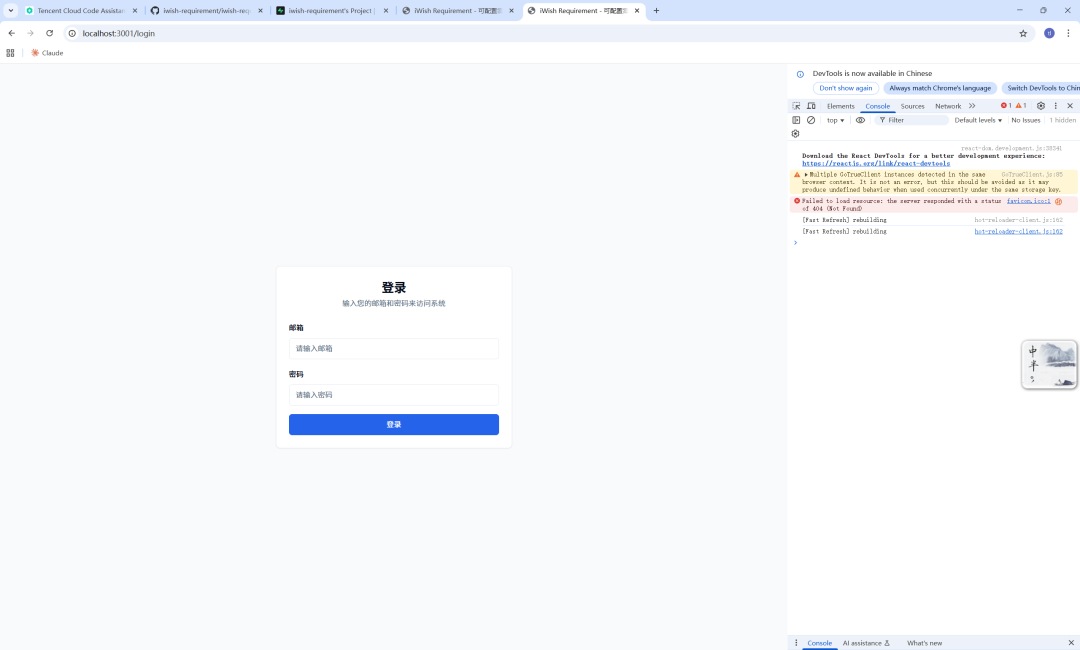 Tencent Cloud Code Assistan
iwish-requirement/iwish-req
iwish-requirement's Project
iWish Requirement - 可配置
iWish Requirement - 可配置
localhost:3001/login
Claude
DevTools is now available in Chinese
Don't show again
Always match Chrome's language
Switch DevTools to Chin
Elements
Console
Sources
Network
1
1
top
Filter
Default levels
No Issues
1 hidden
Download the React DevTools for a better development experience:
https://reactjs.org/link/react-devtools
Multiple GoTrueClient instances detected in the same GoTrueClient.js:85
browser context. It is not an error, but this should be avoided as it may
produce undefined behavior when used concurrently under the same storage key.
Failed to load resource: the server responded with a status favicon.ico:1
of 404 (Not Found)
[Fast Refresh] rebuilding hot-reloader-client.js:162
[Fast Refresh] rebuilding hot-reloader-client.js:162
登录
输入您的邮箱和密码来访问系统
邮箱
请输入邮箱
密码
请输入密码
登录
中
半
Console
AI assistance
What's new